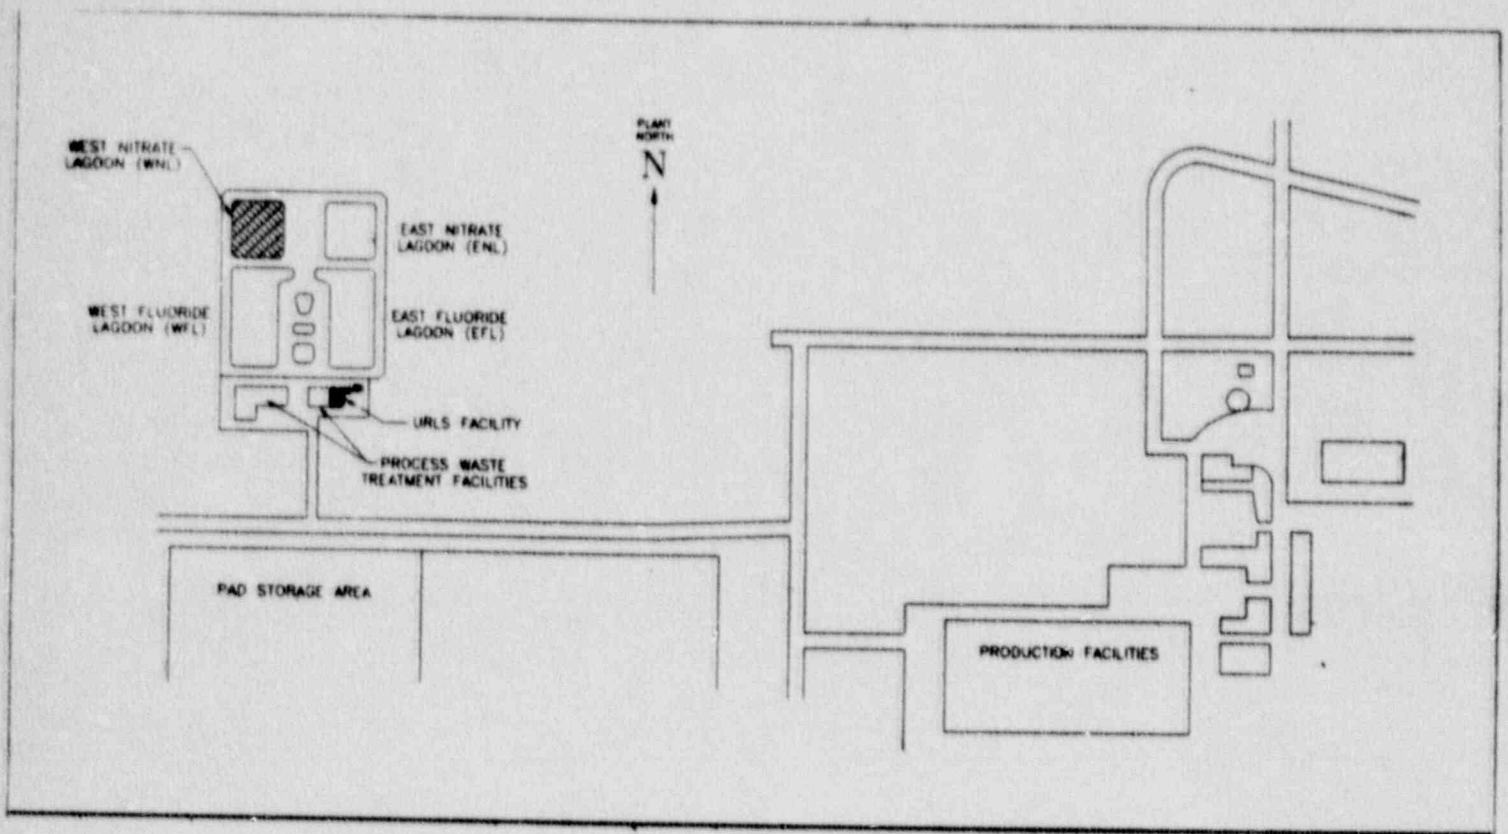 PLANT
NORTH
N
WEST NITRATE
LAGOON (WNL)
EAST NITRATE
LAGOON (ENL)
WEST FLUORIDE
LAGOON (WFL)
EAST FLUORIDE
LAGOON (EFL)
URLS FACILITY
PROCESS WASTE
TREATMENT FACILITIES
PAD STORAGE AREA
PRODUCTION FACILITIES